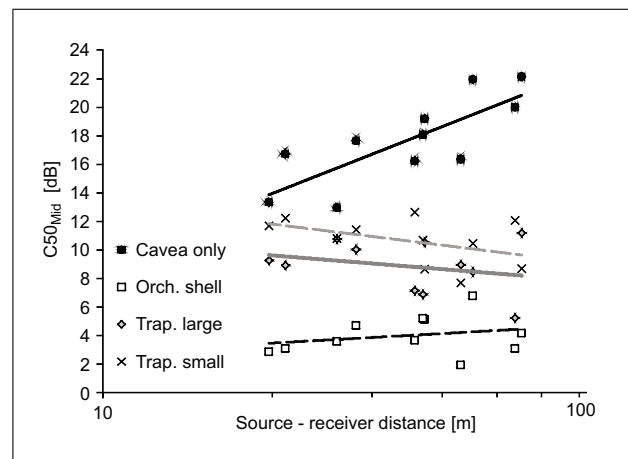 24
22
20
18
16
14
12
10
8
6
4
2
0
C50Mid [dB]
Cavea only
Orch. shell
Trap. large
Trap. small
10
100
Source - receiver distance [m]